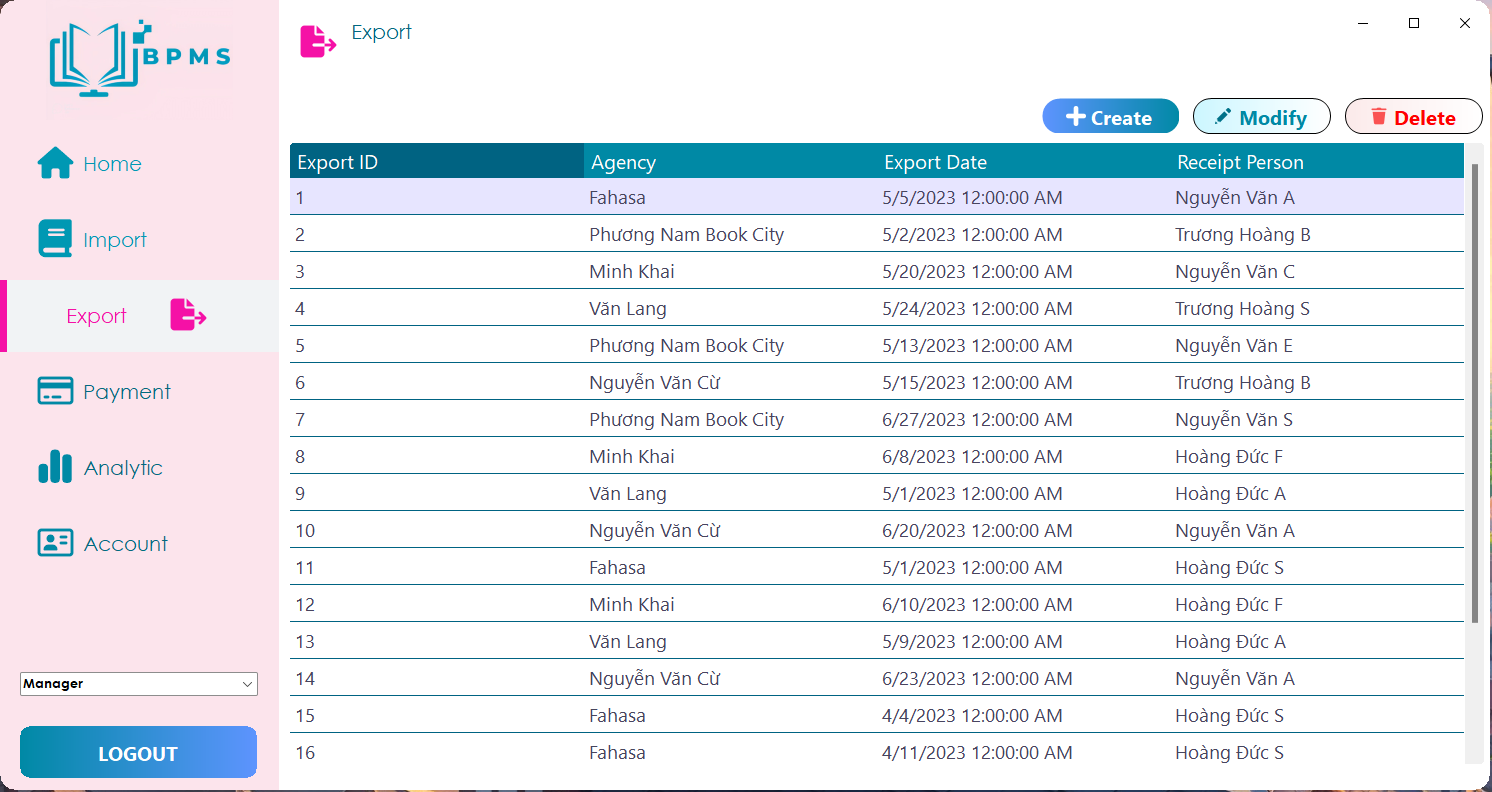 BPMS
Home
Import
Export
Payment
Analytic
Account
Manager
LOGOUT
Export
Create Modify Delete
Export ID Agency Export Date Receipt Person
1 Fahasa 5/5/2023 12:00:00 AM Nguyễn Văn A
2 Phương Nam Book City 5/2/2023 12:00:00 AM Trương Hoàng B
3 Minh Khai 5/20/2023 12:00:00 AM Nguyễn Văn C
4 Văn Lang 5/24/2023 12:00:00 AM Trương Hoàng S
5 Phương Nam Book City 5/13/2023 12:00:00 AM Nguyễn Văn E
6 Nguyễn Văn Cừ 5/15/2023 12:00:00 AM Trương Hoàng B
7 Phương Nam Book City 6/27/2023 12:00:00 AM Nguyễn Văn S
8 Minh Khai 6/8/2023 12:00:00 AM Hoàng Đức F
9 Văn Lang 5/1/2023 12:00:00 AM Hoàng Đức A
10 Nguyễn Văn Cừ 6/20/2023 12:00:00 AM Nguyễn Văn A
11 Fahasa 5/1/2023 12:00:00 AM Hoàng Đức S
12 Minh Khai 6/10/2023 12:00:00 AM Hoàng Đức F
13 Văn Lang 5/9/2023 12:00:00 AM Hoàng Đức A
14 Nguyễn Văn Cừ 6/23/2023 12:00:00 AM Nguyễn Văn A
15 Fahasa 4/4/2023 12:00:00 AM Hoàng Đức S
16 Fahasa 4/11/2023 12:00:00 AM Hoàng Đức S